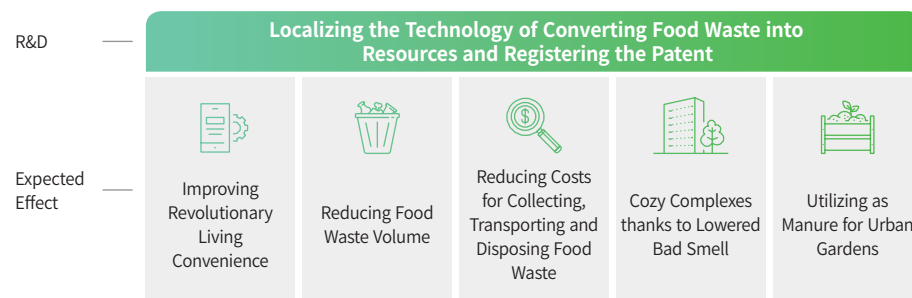 R&D
Localizing the Technology of Converting Food Waste into
Resources and Registering the Patent
Expected
Effect
Improving
Revolutionary
Living
Convenience
Reducing Food
Waste Volume
$
Reducing Costs
for Collecting,
Transporting and
Disposing Food
Waste
Cozy Complexes
thanks to Lowered
Bad Smell
Utilizing as
Manure for Urban
Gardens